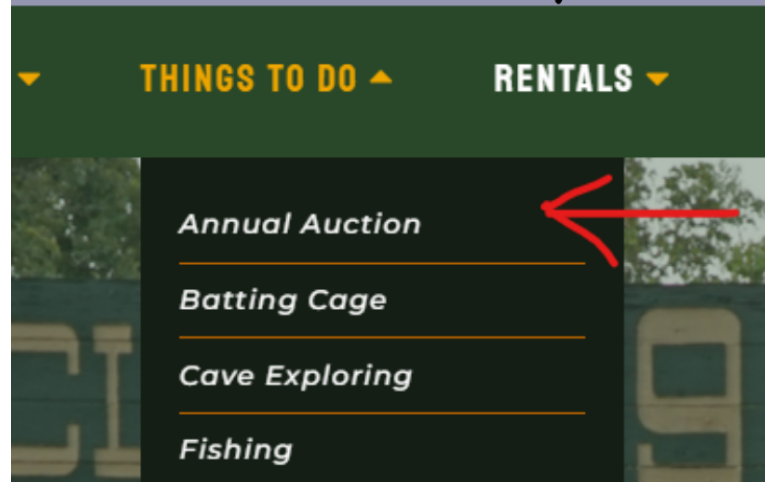 THINGS TO DO RENTALS
Annual Auction
Batting Cage
Cave Exploring
Fishing